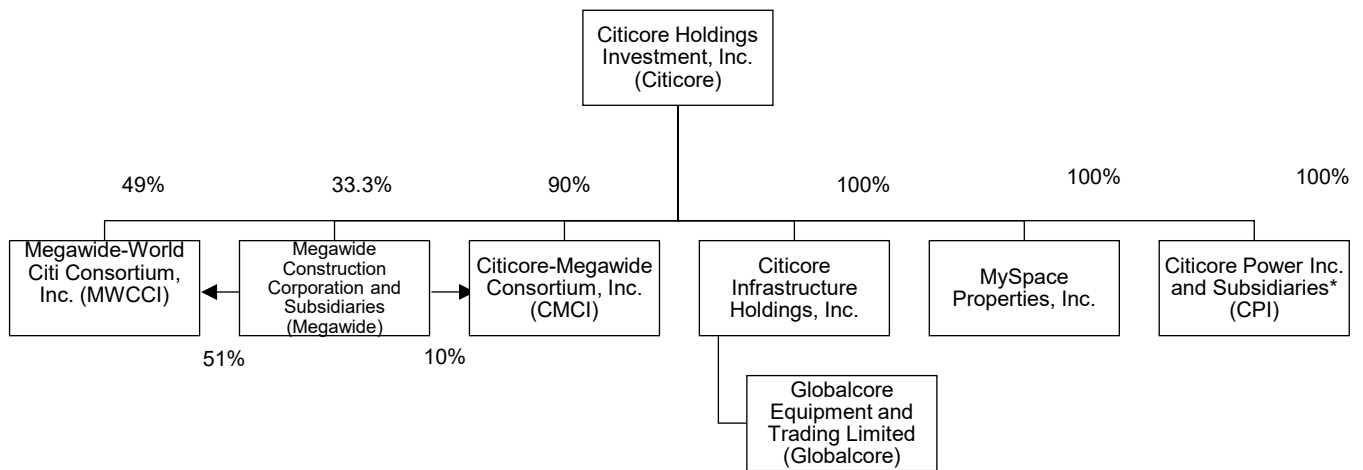 Citicore Holdings
Investment, Inc.
(Citicore)
49%
33.3%
90%
100%
100%
100%
Megawide-World
Citi Consortium,
Inc. (MWCCI)
Megawide
Construction
Corporation and
Subsidiaries
(Megawide)
Citicore-Megawide
Consortium, Inc.
(CMCI)
Citicore
Infrastructure
Holdings, Inc.
MySpace
Properties, Inc.
Citicore Power Inc.
and Subsidiaries*
(CPI)
51%
10%
Globalcore
Equipment and
Trading Limited
(Globalcore)